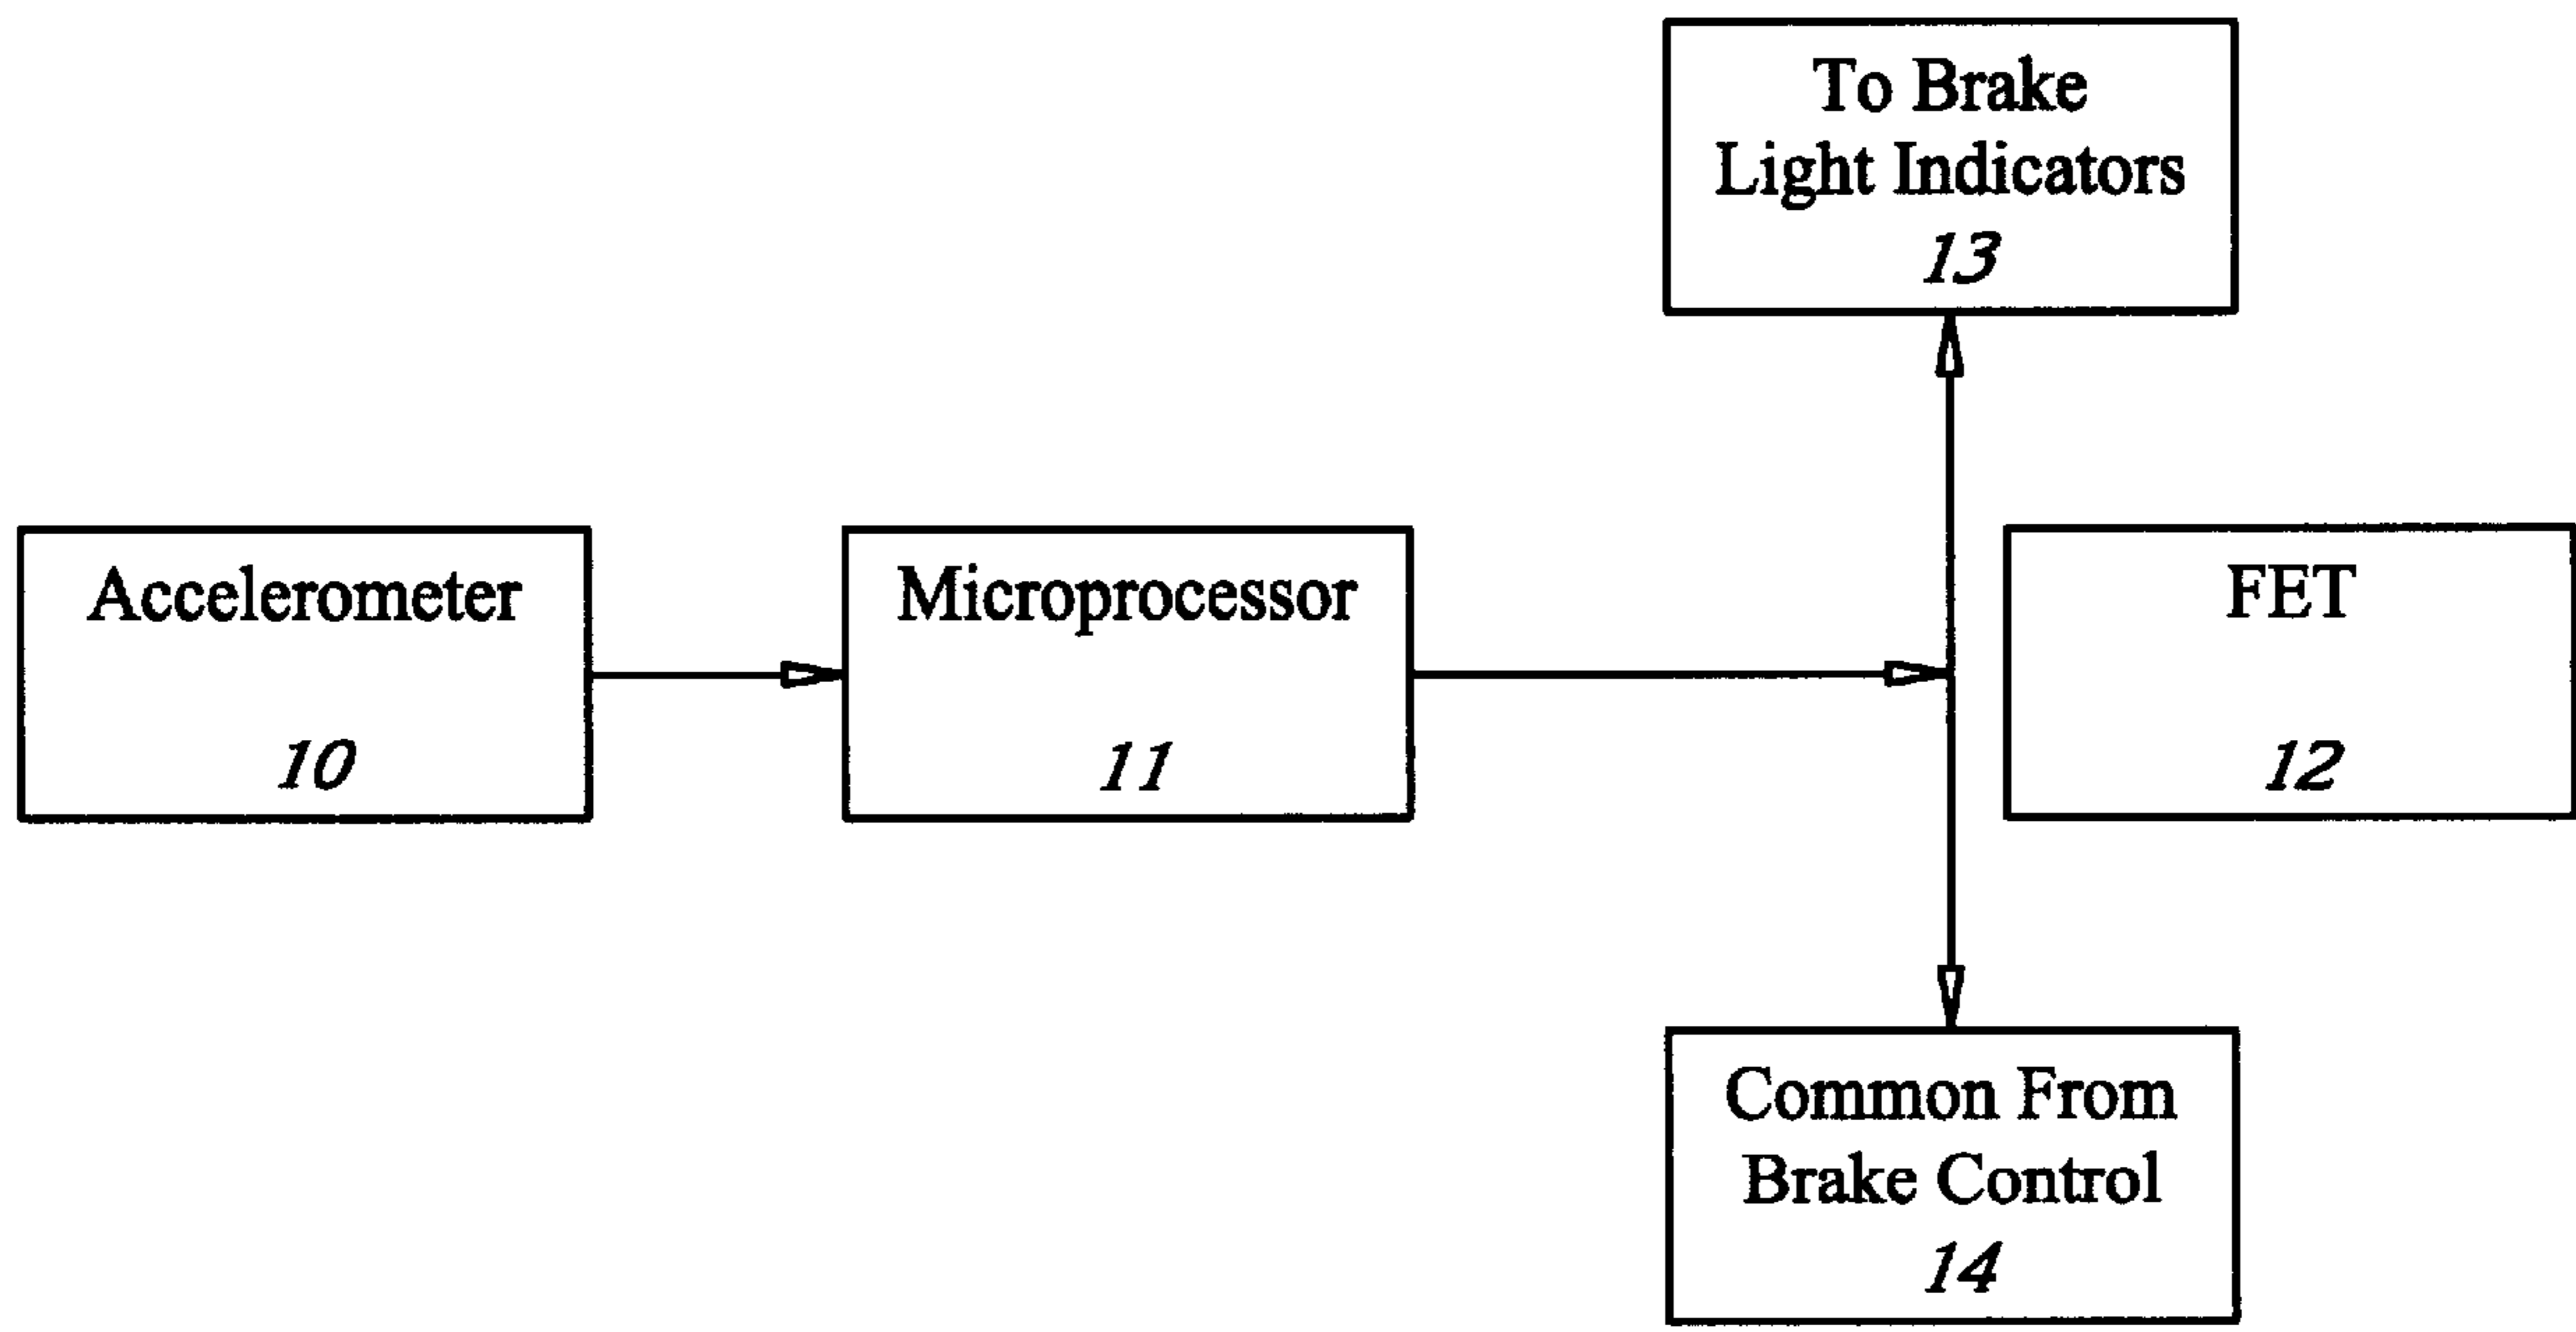 To Brake
Light Indicators
13
Accelerometer
10
Microprocessor
11
FET
12
Common From
Brake Control
14